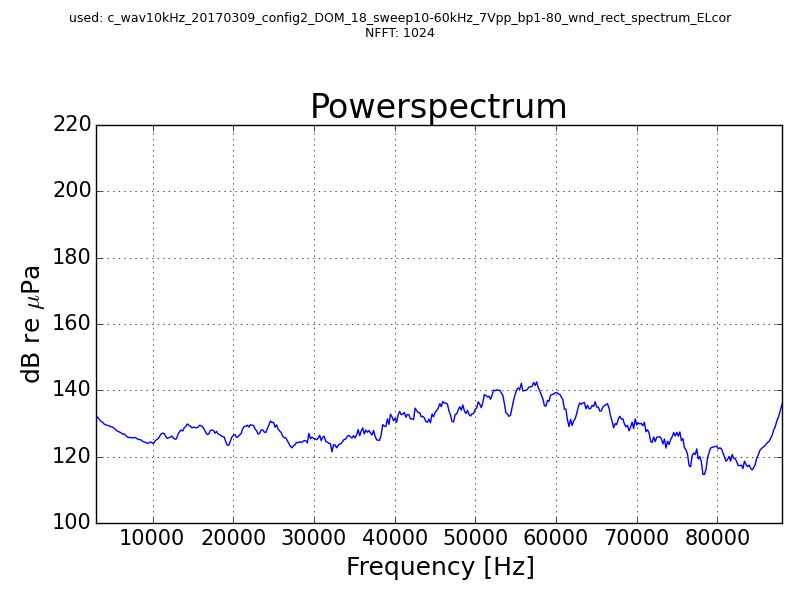 used: c_wav10kHz_20170309_config2_DOM_18_sweep10-60kHz_7Vpp_bp1-80_wnd_rect_spectrum_ELcor
NFFT: 1024
Powerspectrum
220
200
180
160
140
120
100
dB re μPa
10000 20000 30000 40000 50000 60000 70000 80000
Frequency [Hz]